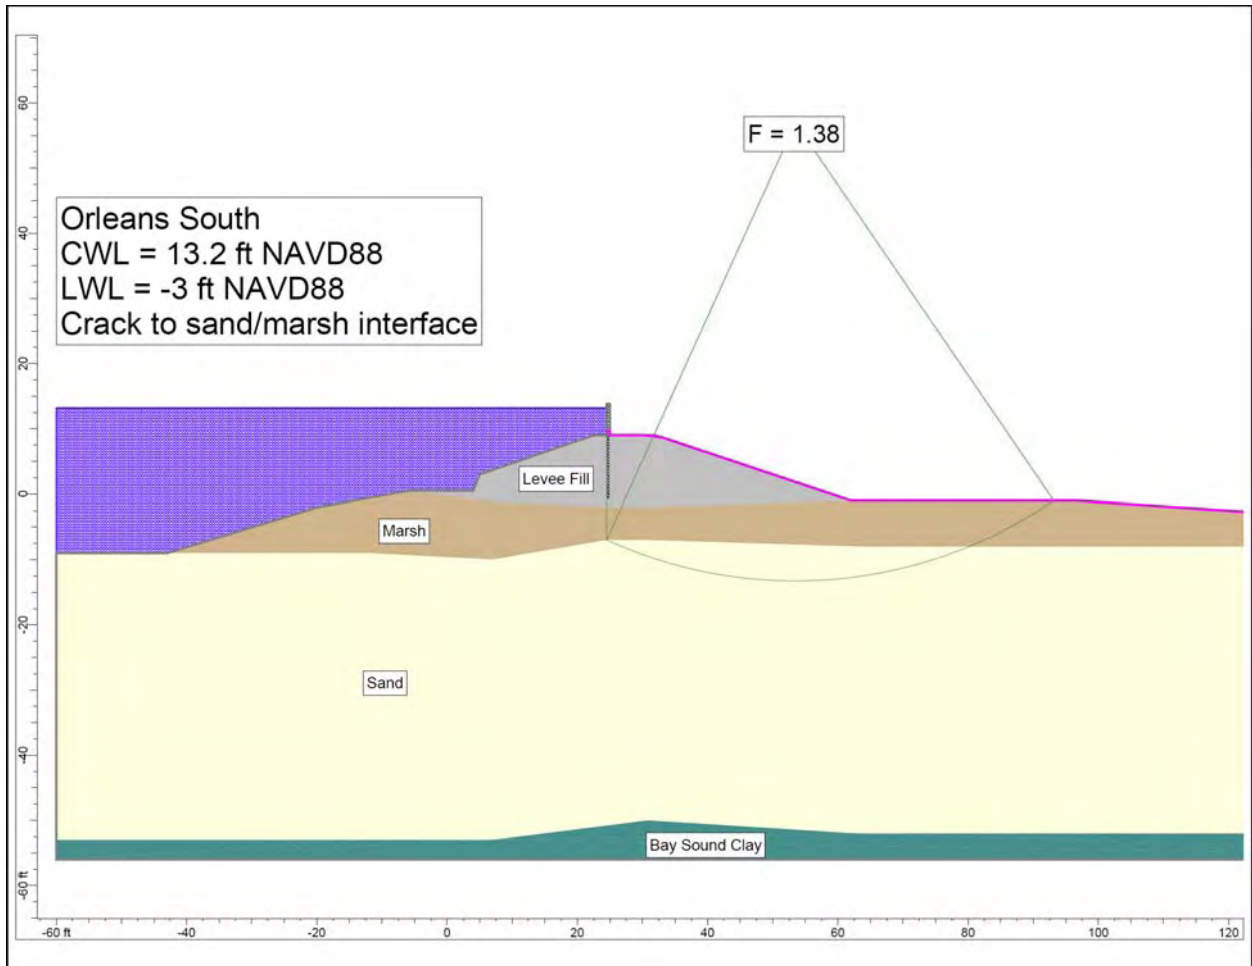 F = 1.38
Orleans South
CWL = 13.2 ft NAVD88
LWL = -3 ft NAVD88
Crack to sand/marsh interface
Levee Fill
Marsh
Sand
Bay Sound Clay
60
40
20
0
-20
-40
-60 ft
-60 ft -40 -20 0 20 40 60 80 100 120